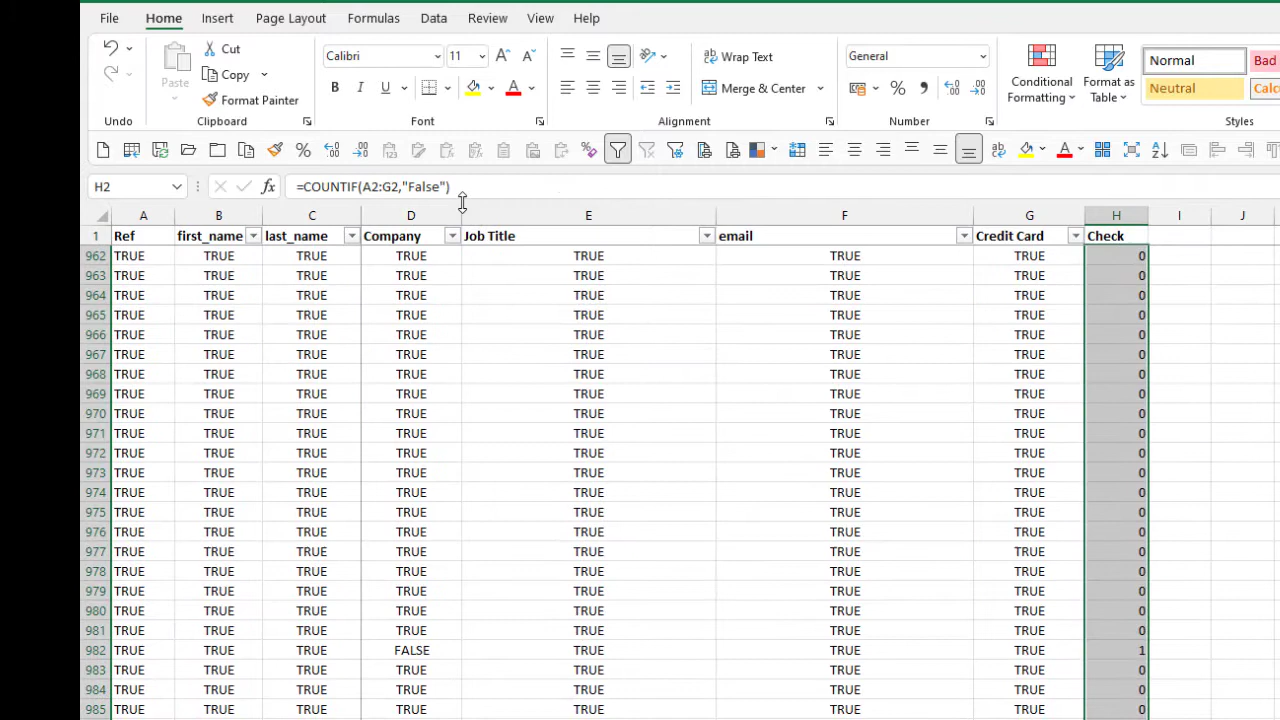 File Home Insert Page Layout Formulas Data Review View Help
Cut
Copy
Paste
Format Painter
Calibri 11
B I U
Wrap Text
Merge & Center
General
Conditional
Formatting
Format as
Table
Normal
Neutral
Bad
Undo Clipboard Font Alignment Number Styles
H2 fx =COUNTIF(A2:G2,"False")
A B C D E F G H I J
1 Ref first_name last_name Company Job Title email Credit Card Check
962 TRUE TRUE TRUE TRUE TRUE TRUE TRUE 0
963 TRUE TRUE TRUE TRUE TRUE TRUE TRUE 0
964 TRUE TRUE TRUE TRUE TRUE TRUE TRUE 0
965 TRUE TRUE TRUE TRUE TRUE TRUE TRUE 0
966 TRUE TRUE TRUE TRUE TRUE TRUE TRUE 0
967 TRUE TRUE TRUE TRUE TRUE TRUE TRUE 0
968 TRUE TRUE TRUE TRUE TRUE TRUE TRUE 0
969 TRUE TRUE TRUE TRUE TRUE TRUE TRUE 0
970 TRUE TRUE TRUE TRUE TRUE TRUE TRUE 0
971 TRUE TRUE TRUE TRUE TRUE TRUE TRUE 0
972 TRUE TRUE TRUE TRUE TRUE TRUE TRUE 0
973 TRUE TRUE TRUE TRUE TRUE TRUE TRUE 0
974 TRUE TRUE TRUE TRUE TRUE TRUE TRUE 0
975 TRUE TRUE TRUE TRUE TRUE TRUE TRUE 0
976 TRUE TRUE TRUE TRUE TRUE TRUE TRUE 0
977 TRUE TRUE TRUE TRUE TRUE TRUE TRUE 0
978 TRUE TRUE TRUE TRUE TRUE TRUE TRUE 0
979 TRUE TRUE TRUE TRUE TRUE TRUE TRUE 0
980 TRUE TRUE TRUE TRUE TRUE TRUE TRUE 0
981 TRUE TRUE TRUE TRUE TRUE TRUE TRUE 0
982 TRUE TRUE TRUE FALSE TRUE TRUE TRUE 1
983 TRUE TRUE TRUE TRUE TRUE TRUE TRUE 0
984 TRUE TRUE TRUE TRUE TRUE TRUE TRUE 0
985 TRUE TRUE TRUE TRUE TRUE TRUE TRUE 0